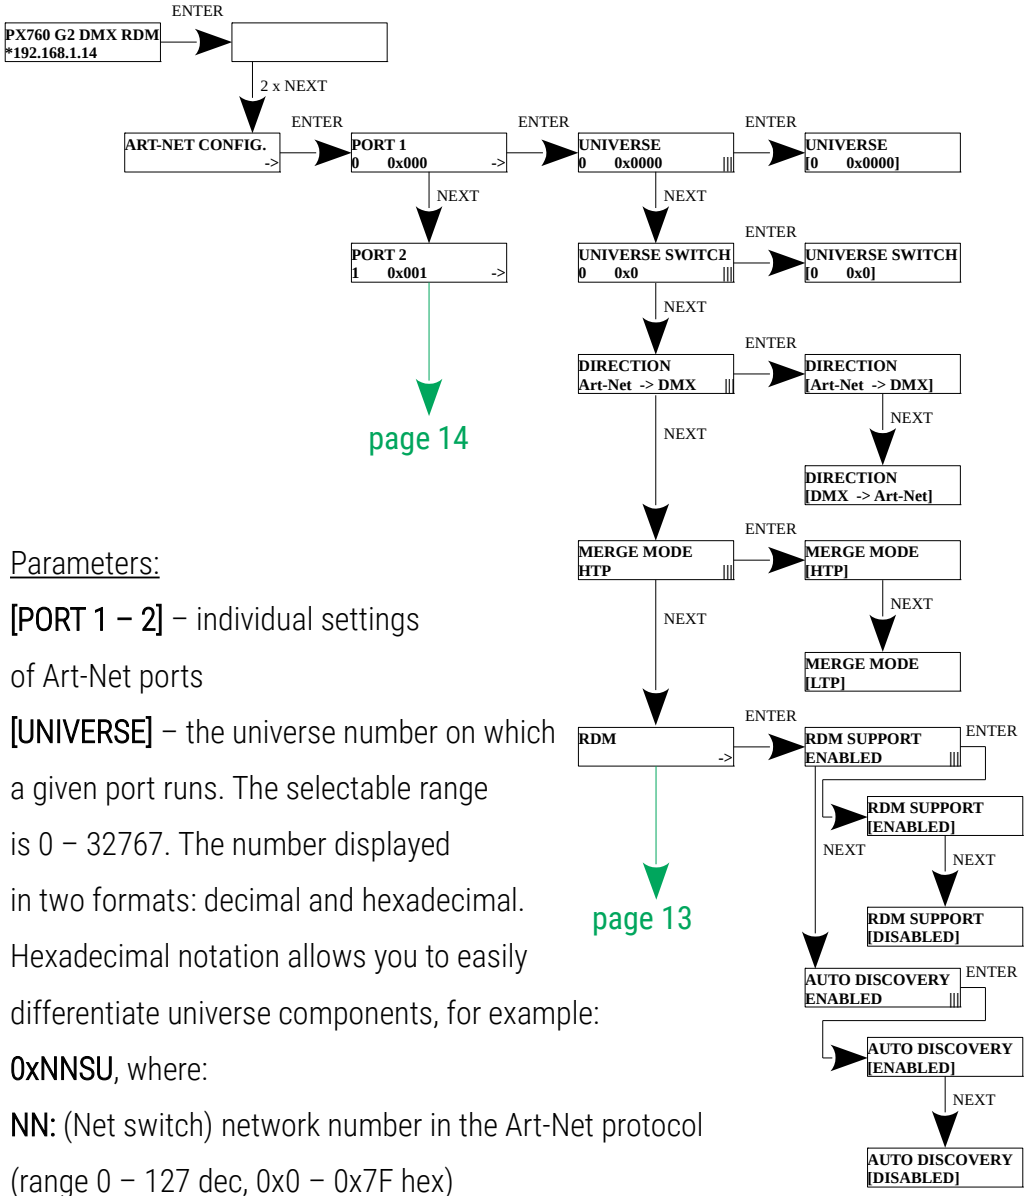 ENTER
PX760 G2 DMX RDM
*192.168.1.14
2 x NEXT
ART-NET CONFIG.
->
ENTER
PORT 1
0 0x000 ->
ENTER
UNIVERSE
0 0x0000 |||
ENTER
UNIVERSE
[0 0x0000]
NEXT
NEXT
PORT 2
1 0x001 ->
UNIVERSE SWITCH
0 0x0 |||
ENTER
UNIVERSE SWITCH
[0 0x0]
NEXT
DIRECTION
Art-Net -> DMX |||
ENTER
DIRECTION
[Art-Net -> DMX]
page 14
NEXT
NEXT
DIRECTION
[DMX -> Art-Net]
MERGE MODE
HTP |||
ENTER
MERGE MODE
[HTP]
NEXT
NEXT
MERGE MODE
[LTP]
RDM
->
ENTER
RDM SUPPORT
ENABLED |||
ENTER
RDM SUPPORT
[ENABLED]
NEXT
NEXT
RDM SUPPORT
[DISABLED]
page 13
AUTO DISCOVERY
ENABLED |||
ENTER
AUTO DISCOVERY
[ENABLED]
NEXT
AUTO DISCOVERY
[DISABLED]
Parameters:
[PORT 1 – 2] – individual settings
of Art-Net ports
[UNIVERSE] – the universe number on which
a given port runs. The selectable range
is 0 – 32767. The number displayed
in two formats: decimal and hexadecimal.
Hexadecimal notation allows you to easily
differentiate universe components, for example:
0xNNSU, where:
NN: (Net switch) network number in the Art-Net protocol
(range 0 – 127 dec, 0x0 – 0x7F hex)